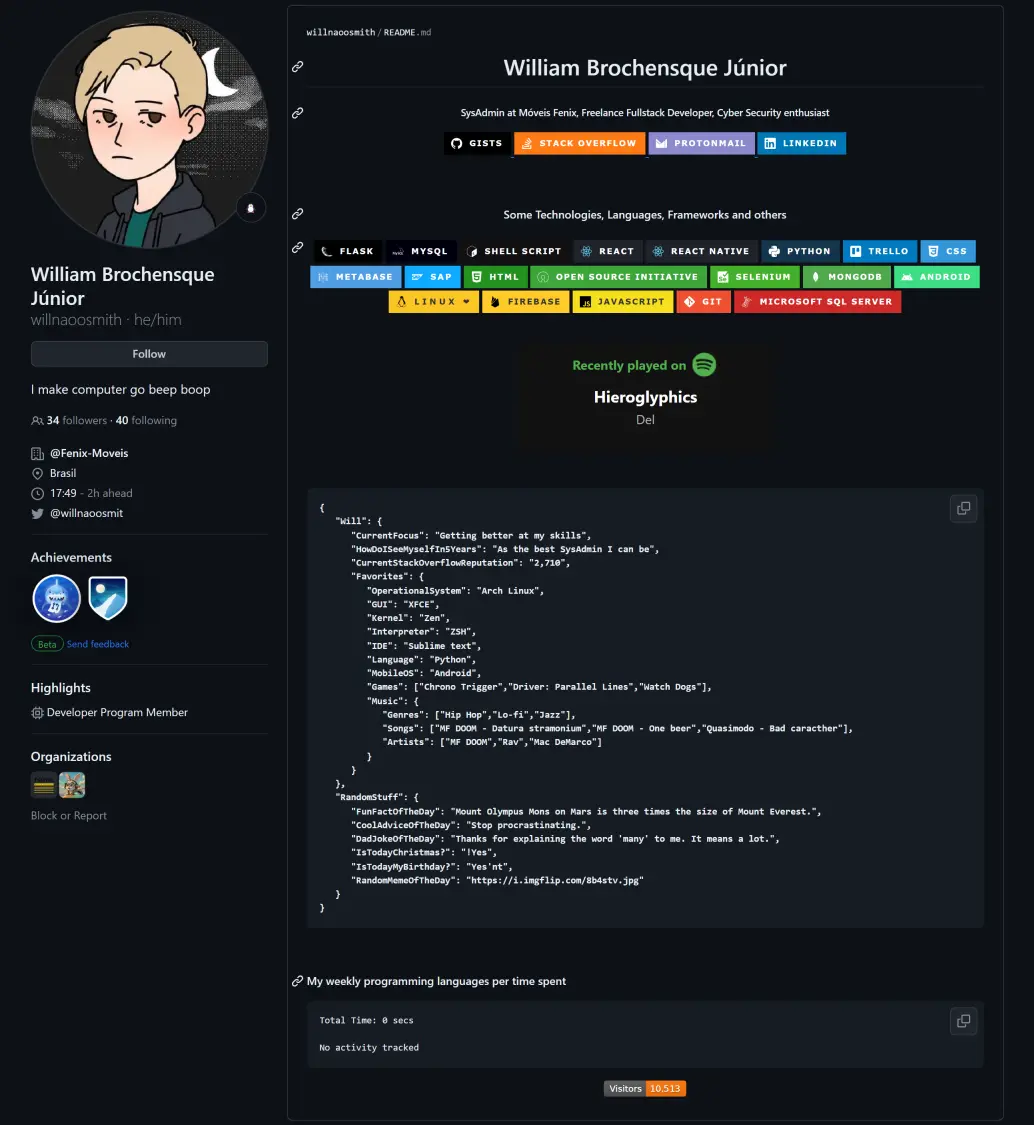 William Brochensque
Júnior
willnaoosmith · he/him
Follow
I make computer go beep boop
34 followers · 40 following
@Fenix-Moveis
Brasil
17:49 - 2h ahead
@willnaoosmit
Achievements
Beta Send feedback
Highlights
Developer Program Member
Organizations
Block or Report
willnaoosmith / README.md
William Brochensque Júnior
SysAdmin at Móveis Fenix, Freelance Fullstack Developer, Cyber Security enthusiast
GISTS STACK OVERFLOW PROTONMAIL LINKEDIN
Some Technologies, Languages, Frameworks and others
FLASK MYSQL SHELL SCRIPT REACT REACT NATIVE PYTHON TRELLO CSS
METABASE SAP HTML OPEN SOURCE INITIATIVE SELENIUM MONGODB ANDROID
LINUX ❤ FIREBASE JAVASCRIPT GIT MICROSOFT SQL SERVER
Recently played on
Hieroglyphics
Del
{
"Will": {
"CurrentFocus": "Getting better at my skills",
"HowDoISeeMyselfIn5Years": "As the best SysAdmin I can be",
"CurrentStackOverflowReputation": "2,710",
"Favorites": {
"OperationalSystem": "Arch Linux",
"GUI": "XFCE",
"Kernel": "Zen",
"Interpreter": "ZSH",
"IDE": "Sublime text",
"Language": "Python",
"MobileOS": "Android",
"Games": ["Chrono Trigger","Driver: Parallel Lines","Watch Dogs"],
"Music": {
"Genres": ["Hip Hop","Lo-fi","Jazz"],
"Songs": ["MF DOOM - Datura stramonium","MF DOOM - One beer","Quasimodo - Bad caracther"],
"Artists": ["MF DOOM","Rav","Mac DeMarco"]
}
}
},
"RandomStuff": {
"FunFactOfTheDay": "Mount Olympus Mons on Mars is three times the size of Mount Everest.",
"CoolAdviceOfTheDay": "Stop procrastinating.",
"DadJokeOfTheDay": "Thanks for explaining the word 'many' to me. It means a lot.",
"IsTodayChristmas?": "!Yes",
"IsTodayMyBirthday?": "Yes'nt",
"RandomMemeOfTheDay": "https://i.imgflip.com/8b4stv.jpg"
}
}
My weekly programming languages per time spent
Total Time: 0 secs
No activity tracked
Visitors 10,513